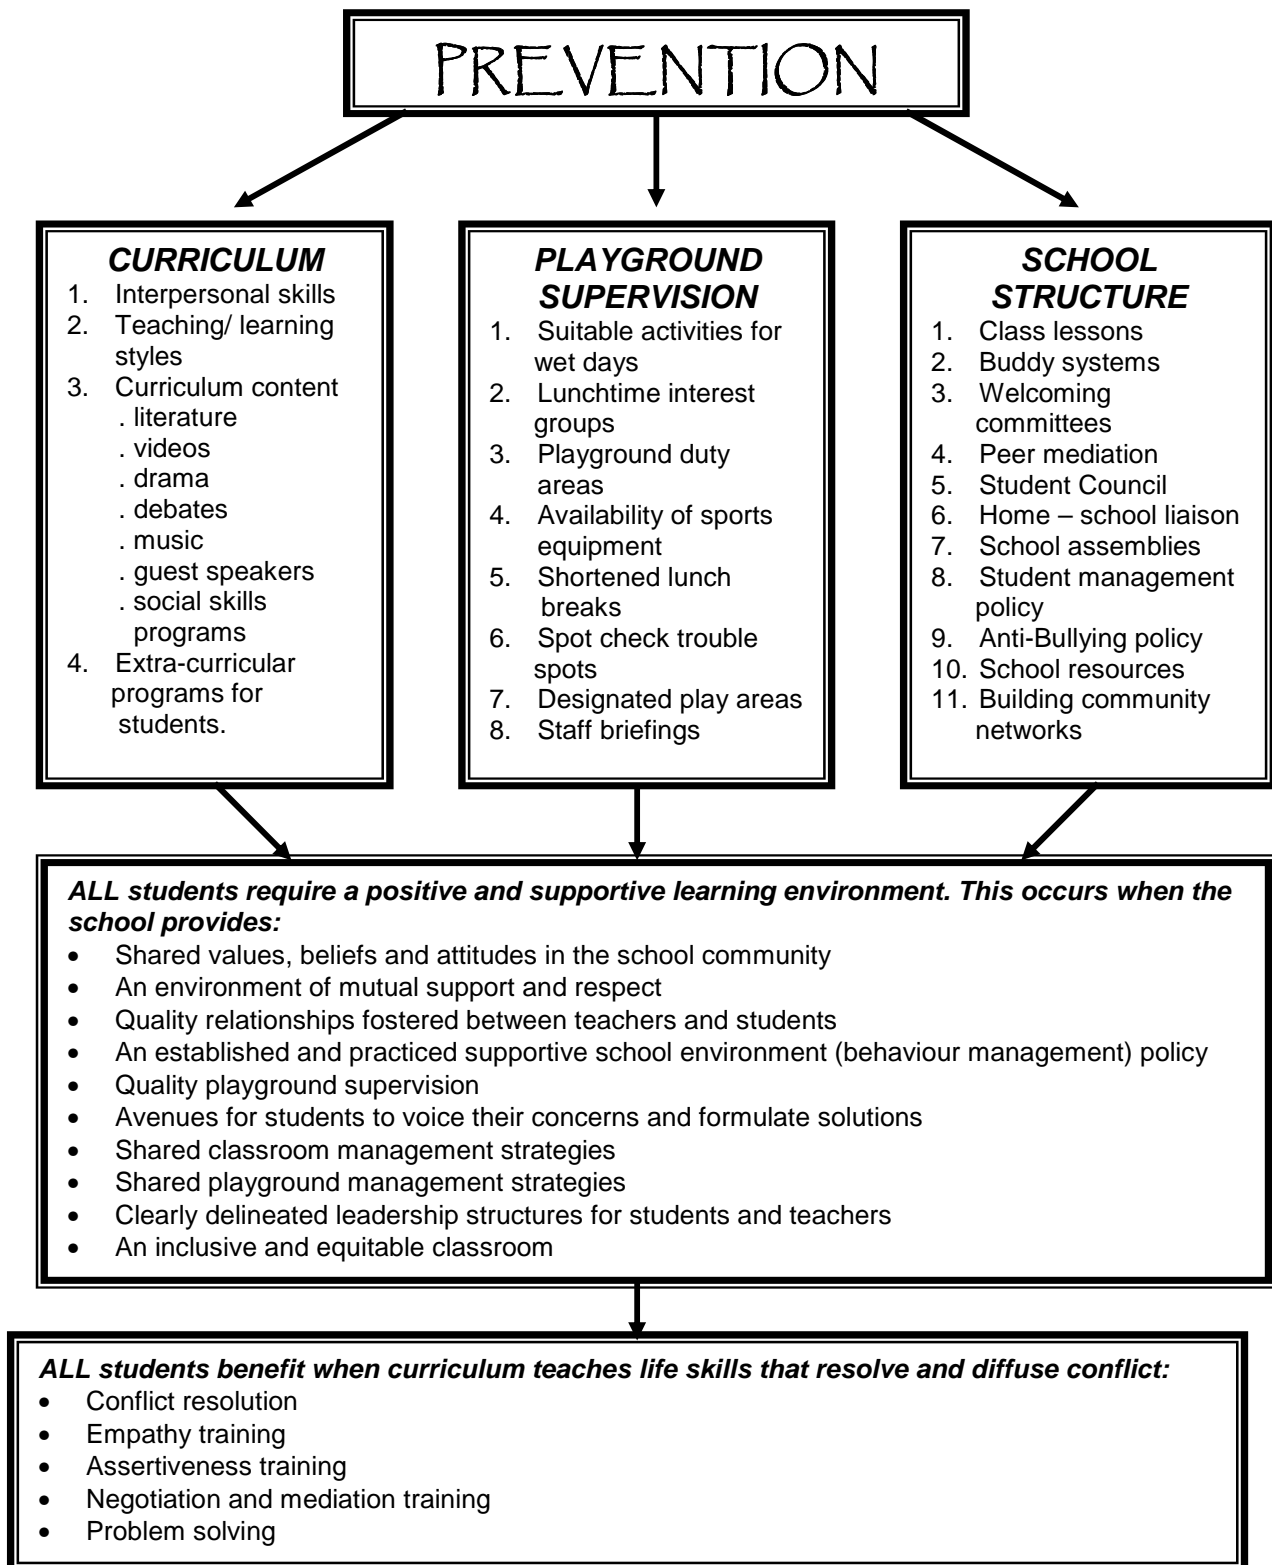 PREVENTION
CURRICULUM
1. Interpersonal skills
2. Teaching/ learning
styles
3. Curriculum content
. literature
. videos
. drama
. debates
. music
. guest speakers
. social skills
programs
4. Extra-curricular
programs for
students.
PLAYGROUND
SUPERVISION
1. Suitable activities for
wet days
2. Lunchtime interest
groups
3. Playground duty
areas
4. Availability of sports
equipment
5. Shortened lunch
breaks
6. Spot check trouble
spots
7. Designated play areas
8. Staff briefings
SCHOOL
STRUCTURE
1. Class lessons
2. Buddy systems
3. Welcoming
committees
4. Peer mediation
5. Student Council
6. Home – school liaison
7. School assemblies
8. Student management
policy
9. Anti-Bullying policy
10. School resources
11. Building community
networks
ALL students require a positive and supportive learning environment. This occurs when the
school provides:
• Shared values, beliefs and attitudes in the school community
• An environment of mutual support and respect
• Quality relationships fostered between teachers and students
• An established and practiced supportive school environment (behaviour management) policy
• Quality playground supervision
• Avenues for students to voice their concerns and formulate solutions
• Shared classroom management strategies
• Shared playground management strategies
• Clearly delineated leadership structures for students and teachers
• An inclusive and equitable classroom
ALL students benefit when curriculum teaches life skills that resolve and diffuse conflict:
• Conflict resolution
• Empathy training
• Assertiveness training
• Negotiation and mediation training
• Problem solving